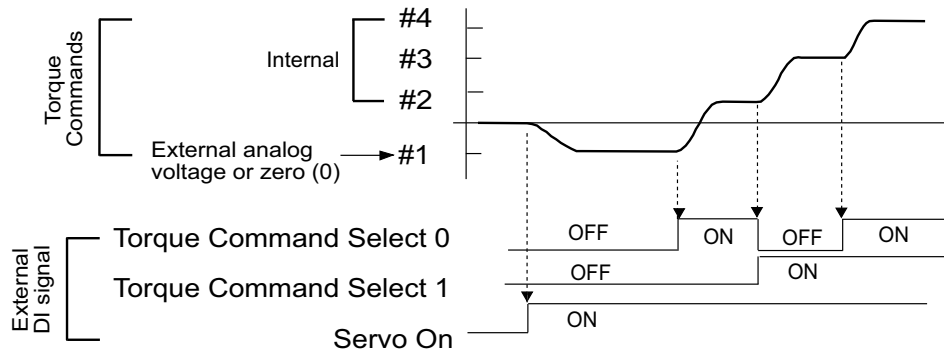 Torque
Commands
#4
Internal
#3
#2
External analog
voltage or zero (0)
#1
External
DI signal
Torque Command Select 0
OFF
ON
OFF
ON
Torque Command Select 1
OFF
ON
Servo On
ON